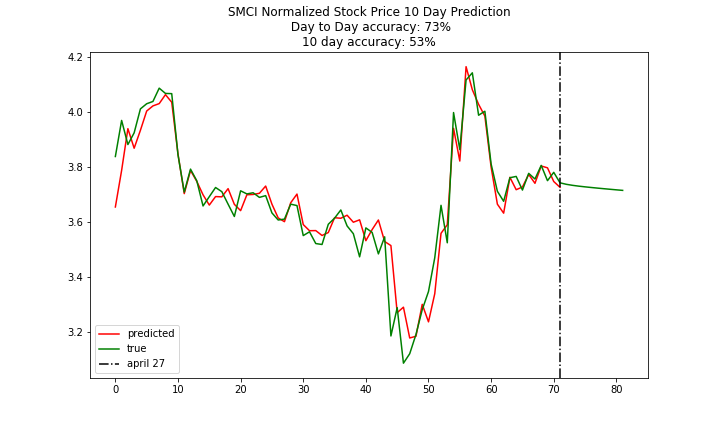 SMCI Normalized Stock Price 10 Day Prediction
Day to Day accuracy: 73%
10 day accuracy: 53%
4.2
4.0
3.8
3.6
3.4
3.2
predicted
true
april 27
0 10 20 30 40 50 60 70 80